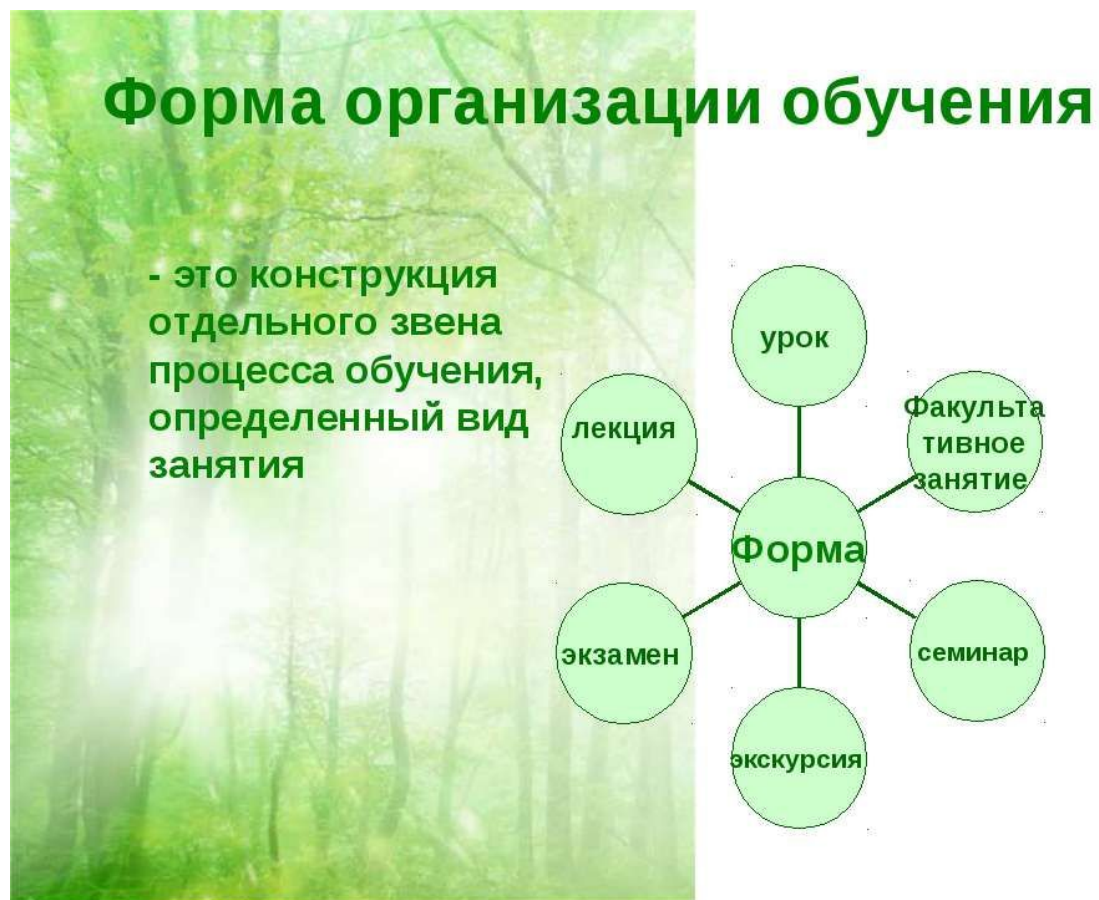 Форма организации обучения
- это конструкция
отдельного звена
процесса обучения,
определенный вид
занятия
урок
лекция
Факульта
тивное
занятие
Форма
экзамен
семинар
экскурсия